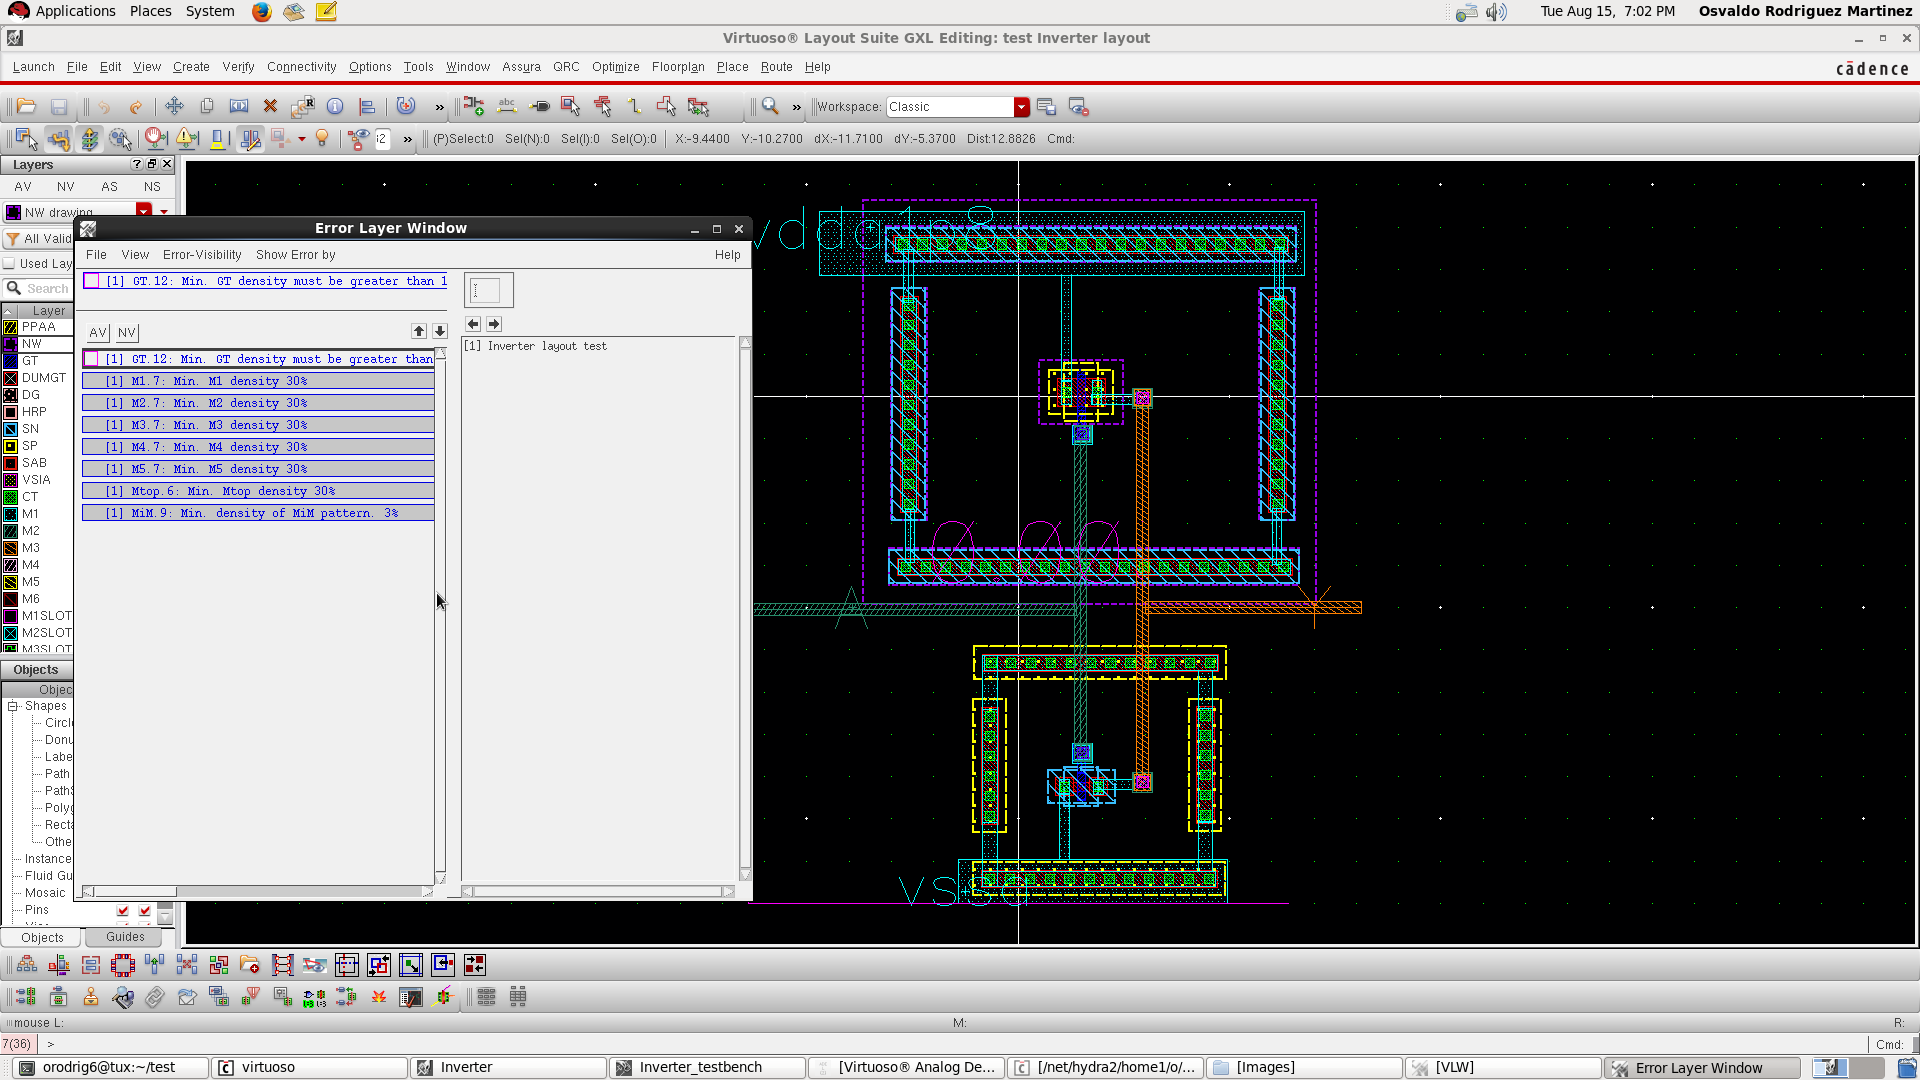 Applications Places System Tue Aug 15, 7:02 PM Osvaldo Rodriguez Martinez
Virtuoso® Layout Suite GXL Editing: test Inverter layout
Launch File Edit View Create Verify Connectivity Options Tools Window Assura QRC Optimize Floorplan Place Route Help cādence
abc Workspace: Classic
(P)Select:0 Sel(N):0 Sel(I):0 Sel(O):0 X:-9.4400 Y:-10.2700 dX:-11.7100 dY:-5.3700 Dist:12.8826 Cmd:
Layers
AV NV AS NS
NW drawing
All Valid
Used Lay
Search
Layer
PPAA
NW
GT
DUMGT
DG
HRP
SN
SP
SAB
VSIA
CT
M1
M2
M3
M4
M5
M6
M1SLOT
M2SLOT
M3SLOT
Objects
Objec
Shapes
Circl
Donu
Labe
Path
PathS
Polyg
Recta
Othe
Instance
Fluid Gu
Mosaic
Pins
Objects Guides
Error Layer Window
File View Error-Visibility Show Error by Help
[1] GT.12: Min. GT density must be greater than 1
AV NV
[1] GT.12: Min. GT density must be greater than
[1] M1.7: Min. M1 density 30%
[1] M2.7: Min. M2 density 30%
[1] M3.7: Min. M3 density 30%
[1] M4.7: Min. M4 density 30%
[1] M5.7: Min. M5 density 30%
[1] Mtop.6: Min. Mtop density 30%
[1] MiM.9: Min. density of MiM pattern. 3%
[1] Inverter layout test
A
Y
mouse L: M: R:
7(36) > Cmd:
orodrig6@tux:~/test virtuoso Inverter Inverter_testbench [Virtuoso® Analog De... [/net/hydra2/home1/o/... [Images] [VLW] Error Layer Window